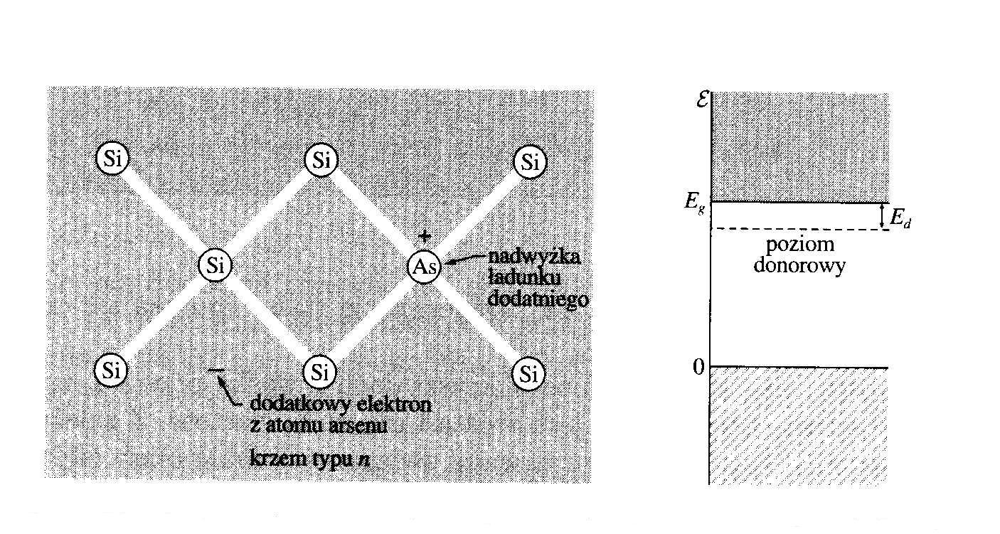 Si
Si
Si
+
Si
As
nadwyżka
ładunku
dodatniego
Si
−
Si
Si
dodatkowy elektron
z atomu arsenu
krzem typu n
ℰ
E_g
E_d
poziom
donorowy
0